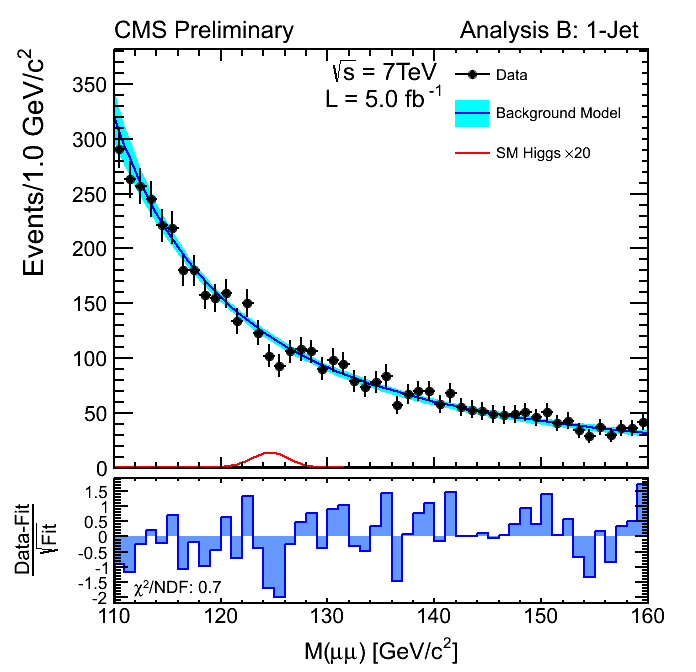 CMS Preliminary
Analysis B: 1-Jet
√s = 7TeV
L = 5.0 fb⁻¹
Data
Background Model
SM Higgs ×20
Events/1.0 GeV/c²
350
300
250
200
150
100
50
0
Data-Fit
√Fit
1.5
1
0.5
0
-0.5
-1
-1.5
-2
χ²/NDF: 0.7
110 120 130 140 150 160
M(μμ) [GeV/c²]